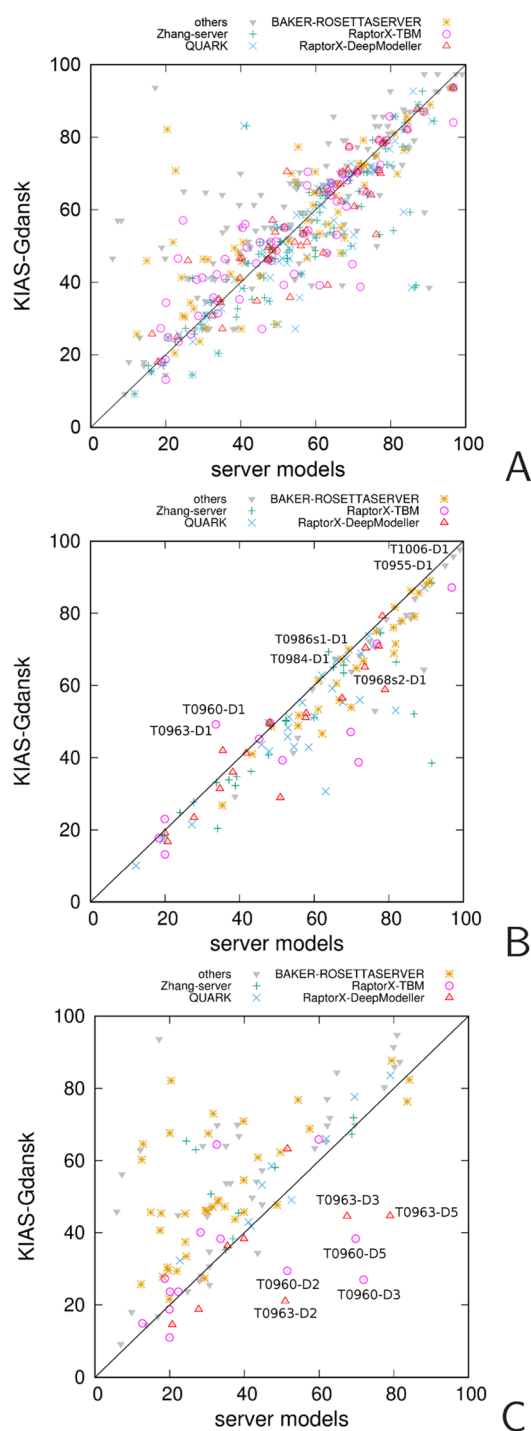 others BAKER-ROSETTASERVER
Zhang-server RaptorX-TBM
QUARK RaptorX-DeepModeller
100
80
60
40
20
0
KIAS-Gdansk
0 20 40 60 80 100
server models
A
others BAKER-ROSETTASERVER
Zhang-server RaptorX-TBM
QUARK RaptorX-DeepModeller
100
80
60
40
20
0
KIAS-Gdansk
T1006-D1
T0955-D1
T0986s1-D1
T0984-D1
T0968s2-D1
T0960-D1
T0963-D1
0 20 40 60 80 100
server models
B
others BAKER-ROSETTASERVER
Zhang-server RaptorX-TBM
QUARK RaptorX-DeepModeller
100
80
60
40
20
0
KIAS-Gdansk
T0963-D3
T0963-D5
T0960-D5
T0960-D2
T0960-D3
T0963-D2
0 20 40 60 80 100
server models
C